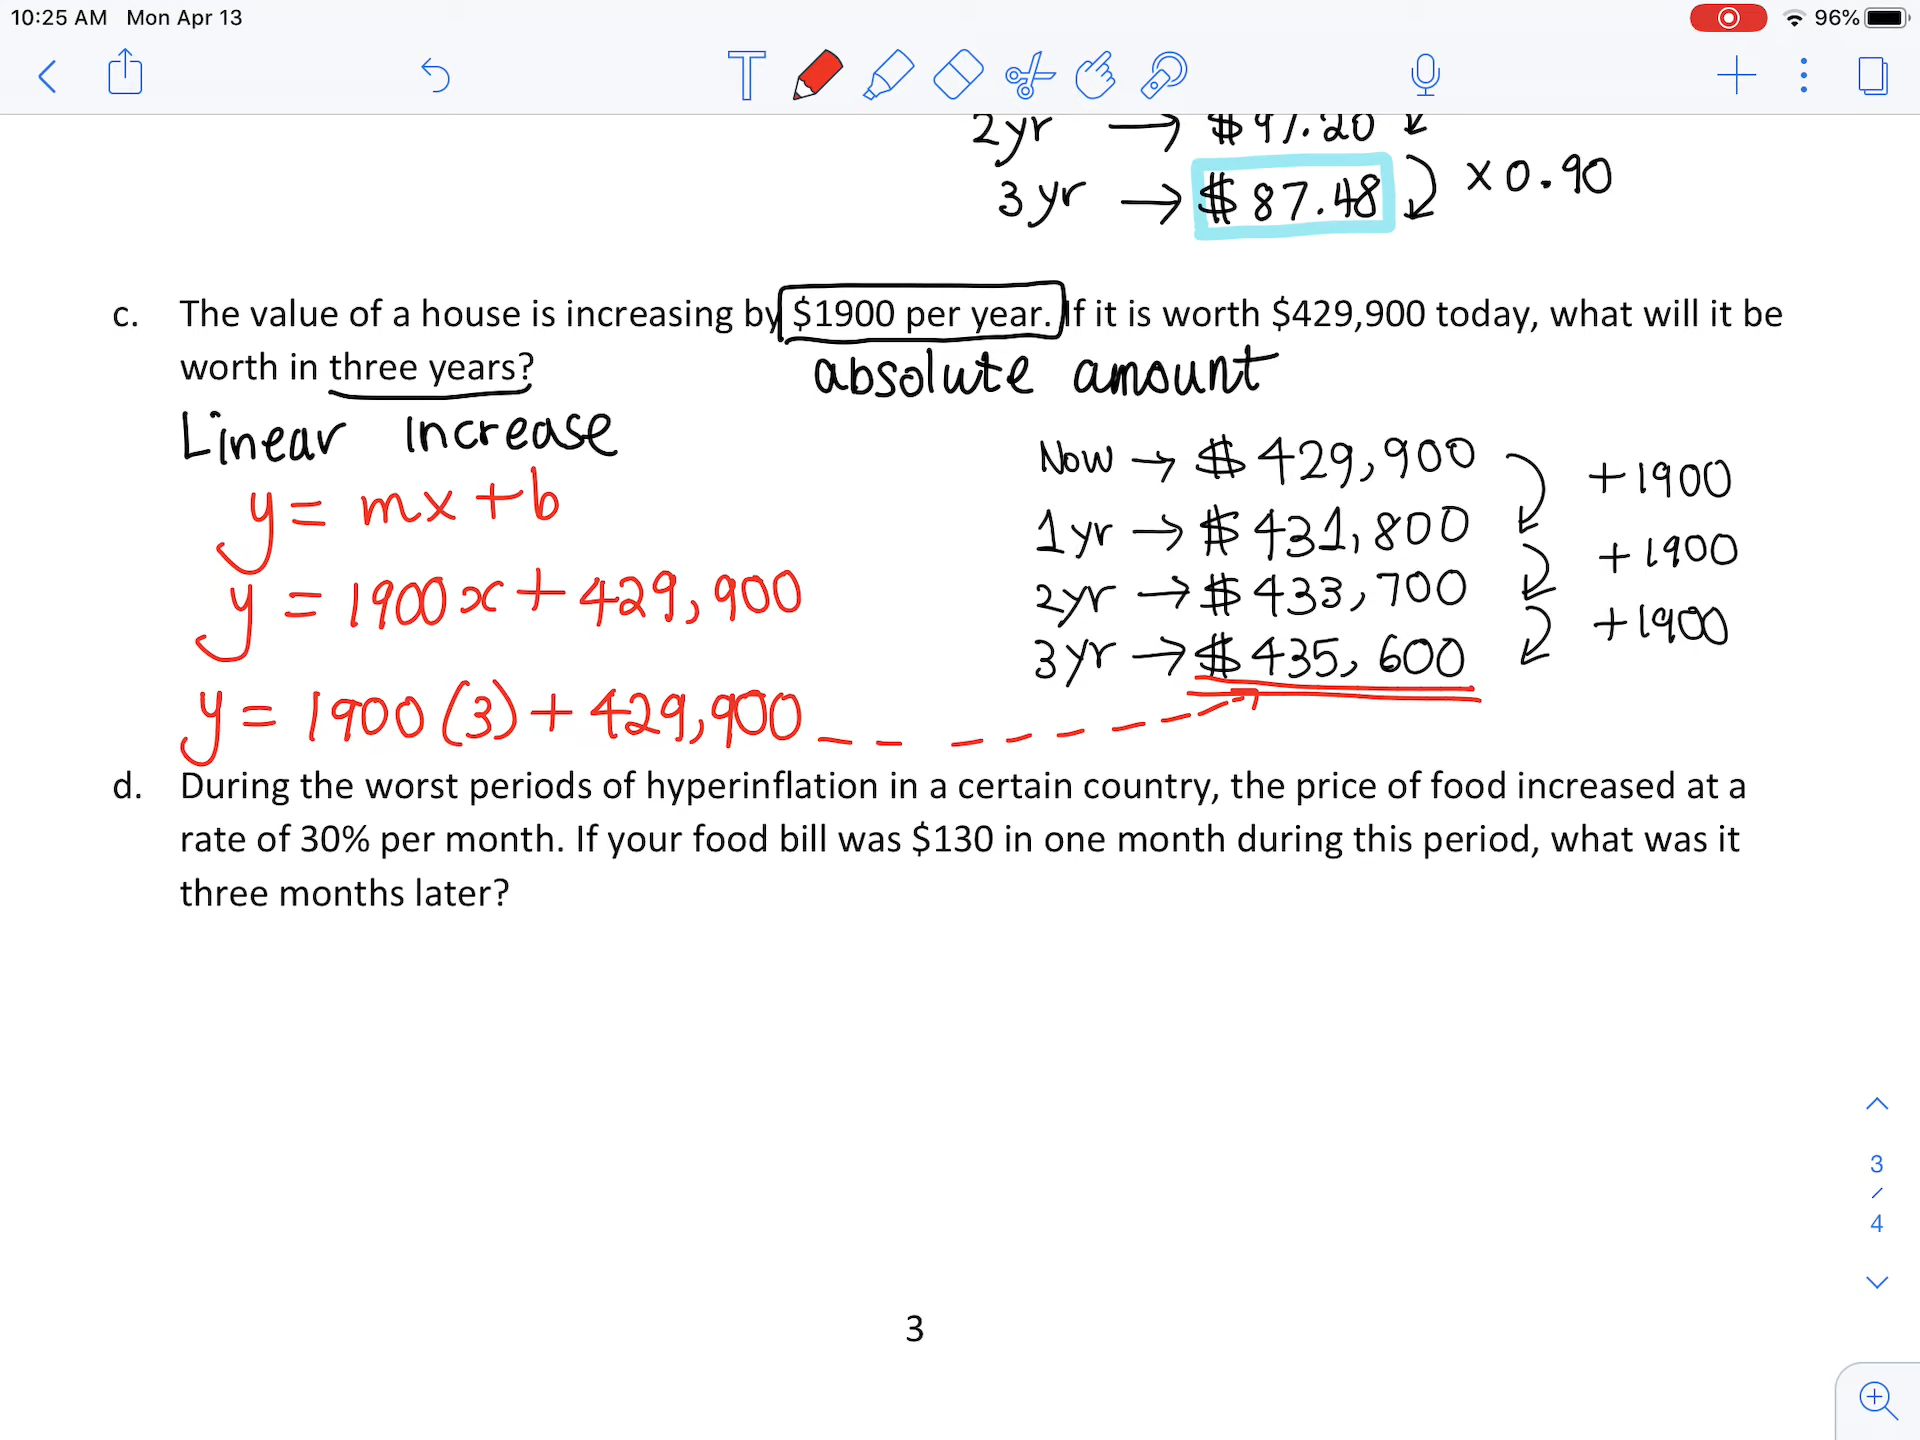 10:25 AM Mon Apr 13
96%
2yr → $97.20
3yr → $87.48 x0.90
c. The value of a house is increasing by $1900 per year. If it is worth $429,900 today, what will it be
worth in three years? absolute amount
Linear increase
y = mx + b
y = 1900x + 429,900
y = 1900(3) + 429,900
Now → $429,900 +1900
1yr → $431,800 +1900
2yr → $433,700 +1900
3yr → $435,600
d. During the worst periods of hyperinflation in a certain country, the price of food increased at a
rate of 30% per month. If your food bill was $130 in one month during this period, what was it
three months later?
3
/
4
3